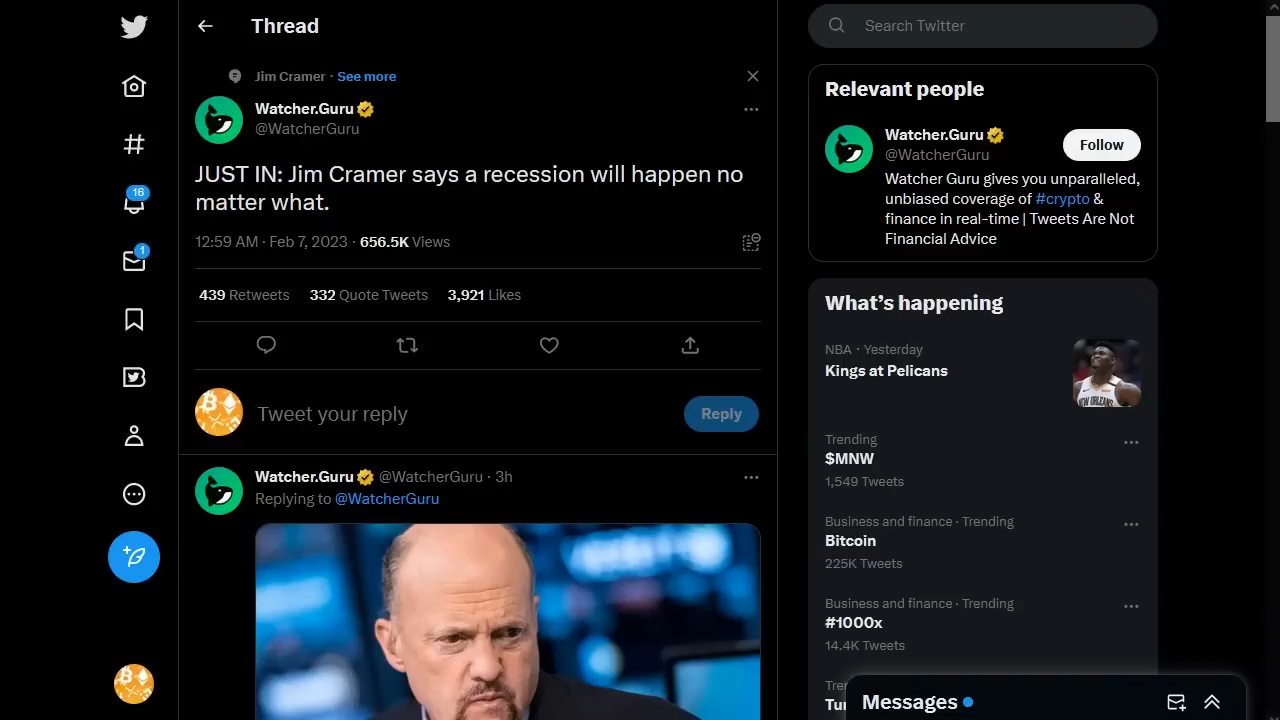 Thread
Jim Cramer · See more
Watcher.Guru
@WatcherGuru
JUST IN: Jim Cramer says a recession will happen no
matter what.
12:59 AM · Feb 7, 2023 · 656.5K Views
439 Retweets 332 Quote Tweets 3,921 Likes
Tweet your reply
Reply
Watcher.Guru @WatcherGuru · 3h
Replying to @WatcherGuru
16
1
Search Twitter
Relevant people
Watcher.Guru
@WatcherGuru
Follow
Watcher Guru gives you unparalleled,
unbiased coverage of #crypto &
finance in real-time | Tweets Are Not
Financial Advice
What's happening
NBA · Yesterday
Kings at Pelicans
NEW ORLEANS
Trending
$MNW
1,549 Tweets
Business and finance · Trending
Bitcoin
225K Tweets
Business and finance · Trending
#1000x
14.4K Tweets
Messages